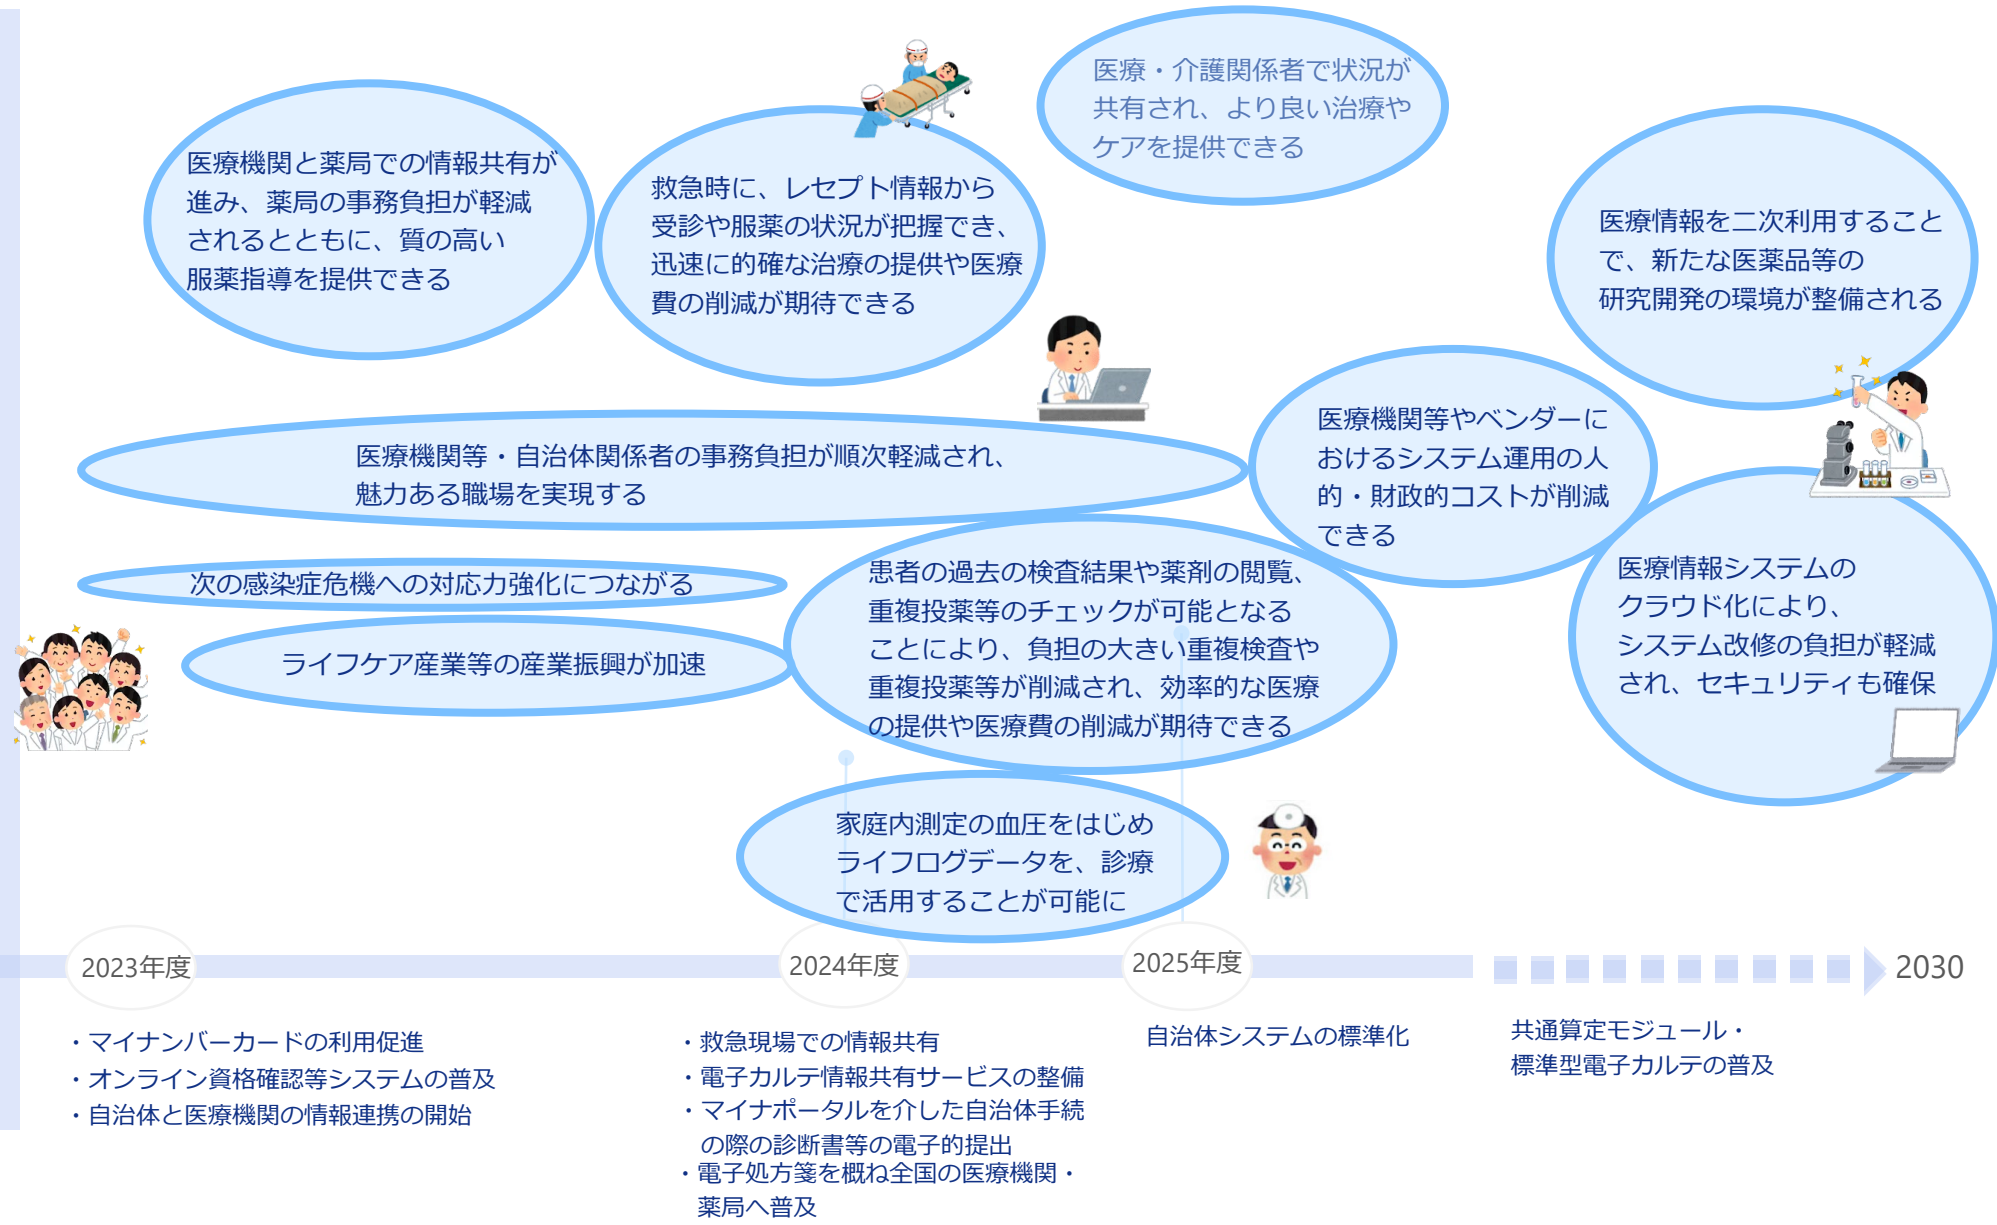 医療・介護関係者で状況が
共有され、より良い治療や
ケアを提供できる
医療機関と薬局での情報共有が
進み、薬局の事務負担が軽減
されるとともに、質の高い
服薬指導を提供できる
救急時に、レセプト情報から
受診や服薬の状況が把握でき、
迅速に的確な治療の提供や医療
費の削減が期待できる
医療情報を二次利用すること
で、新たな医薬品等の
研究開発の環境が整備される
医療機関等・自治体関係者の事務負担が順次軽減され、
魅力ある職場を実現する
医療機関等やベンダーに
おけるシステム運用の人
的・財政的コストが削減
できる
次の感染症危機への対応力強化につながる
ライフケア産業等の産業振興が加速
患者の過去の検査結果や薬剤の閲覧、
重複投薬等のチェックが可能となる
ことにより、負担の大きい重複検査や
重複投薬等が削減され、効率的な医療
の提供や医療費の削減が期待できる
医療情報システムの
クラウド化により、
システム改修の負担が軽減
され、セキュリティも確保
家庭内測定の血圧をはじめ
ライフログデータを、診療
で活用することが可能に
2023年度
2024年度
2025年度
2030
・マイナンバーカードの利用促進
・オンライン資格確認等システムの普及
・自治体と医療機関の情報連携の開始
・救急現場での情報共有
・電子カルテ情報共有サービスの整備
・マイナポータルを介した自治体手続
の際の診断書等の電子的提出
・電子処方箋を概ね全国の医療機関・
薬局へ普及
自治体システムの標準化
共通算定モジュール・
標準型電子カルテの普及